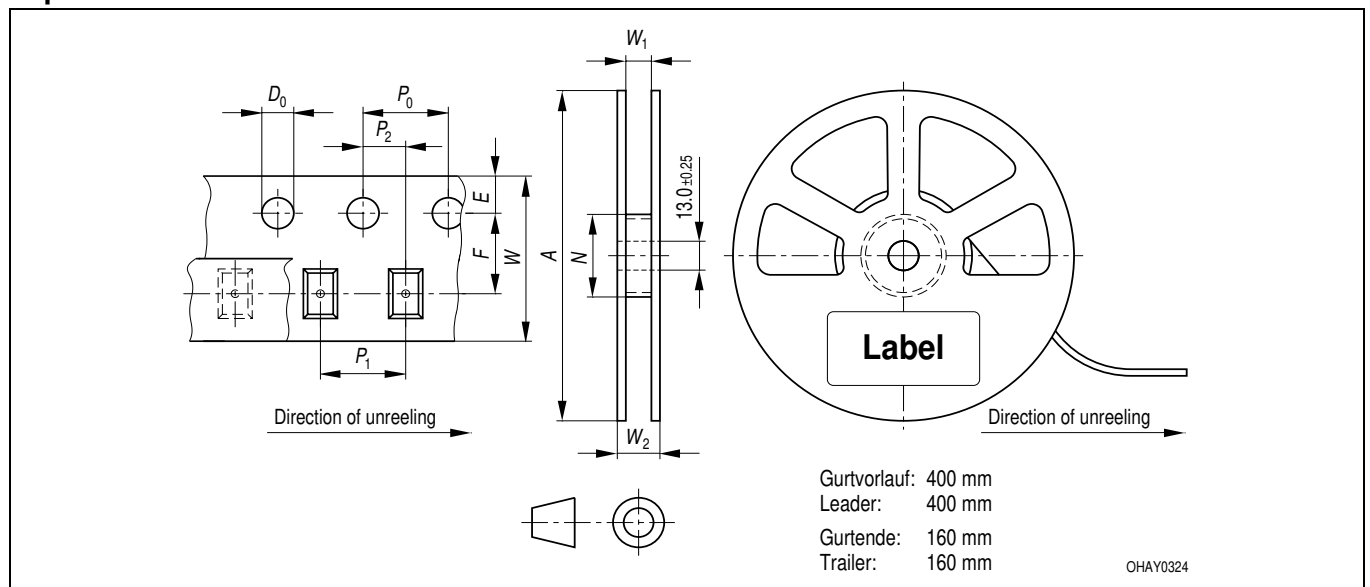 W1
D0
P0
P2
E
F
W
A
N
13.0 ±0.25
P1
W2
Label
Direction of unreeling
Direction of unreeling
Gurtvorlauf: 400 mm
Leader: 400 mm
Gurtende: 160 mm
Trailer: 160 mm
OHAY0324